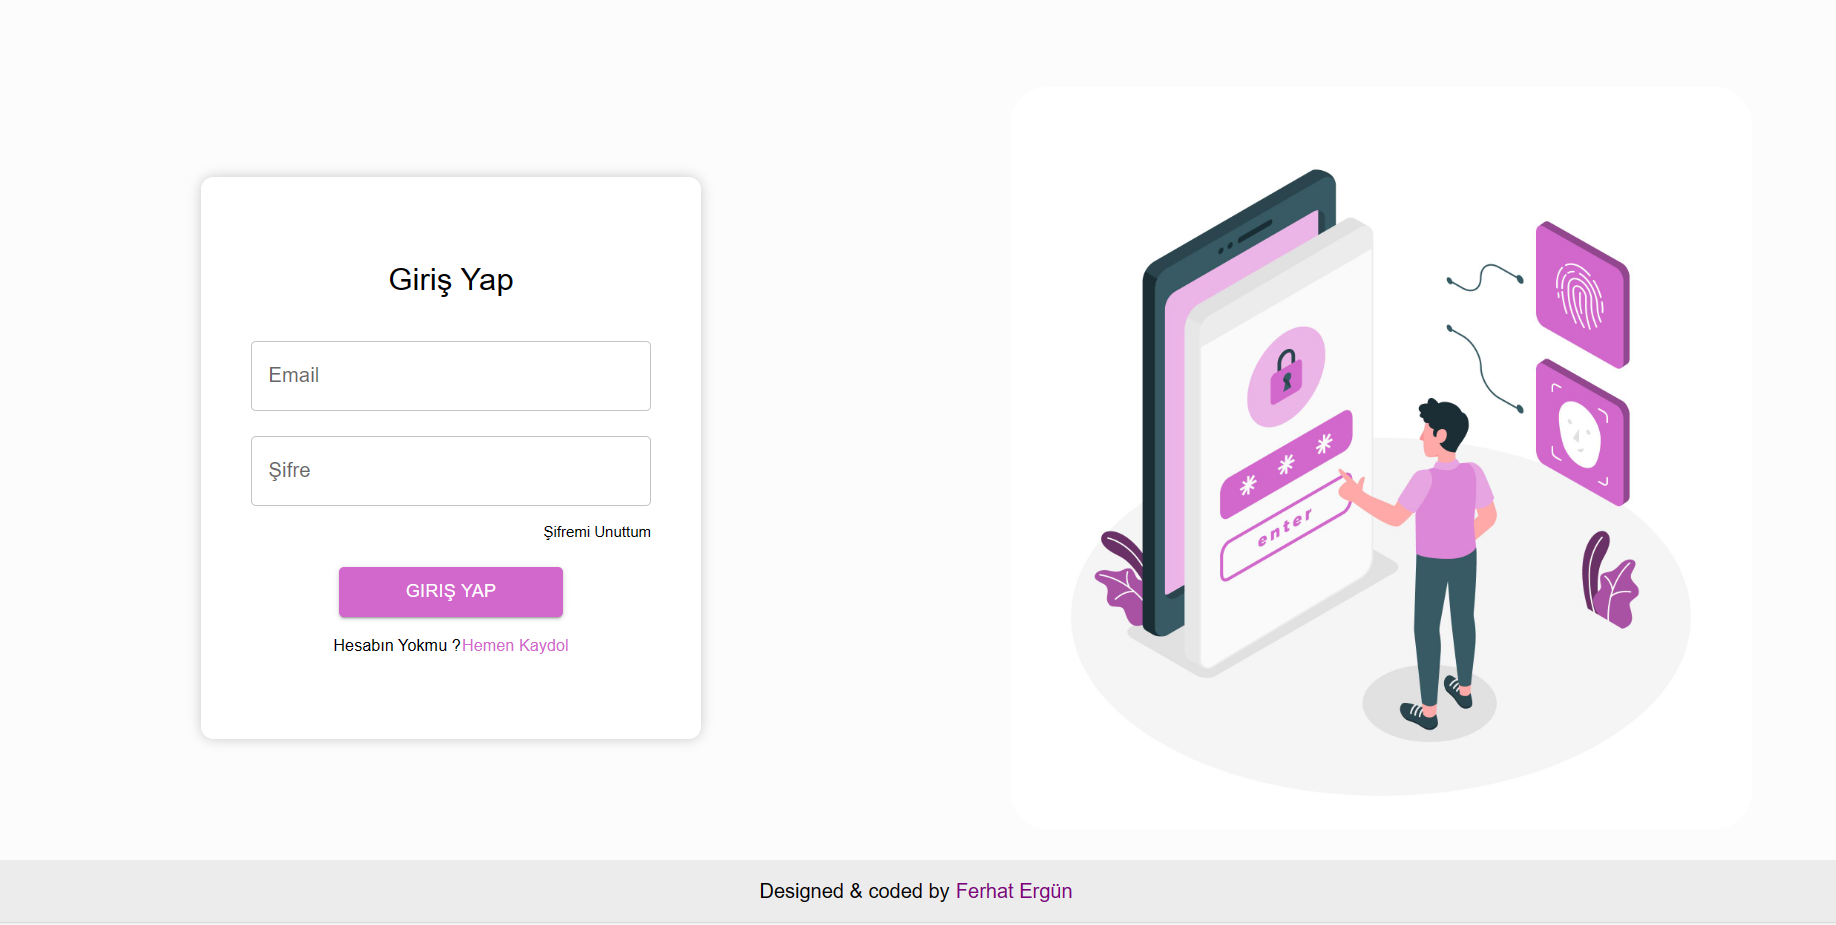 Giriş Yap
Email
Şifre
Şifremi Unuttum
GIRIŞ YAP
Hesabın Yokmu ?Hemen Kaydol
* * *
enter
Designed & coded by Ferhat Ergün